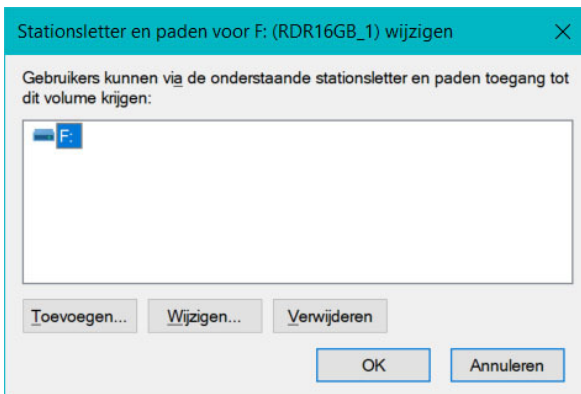 Stationsletter en paden voor F: (RDR16GB_1) wijzigen
Gebruikers kunnen via de onderstaande stationsletter en paden toegang tot
dit volume krijgen:
F:
Toevoegen... Wijzigen... Verwijderen
OK Annuleren